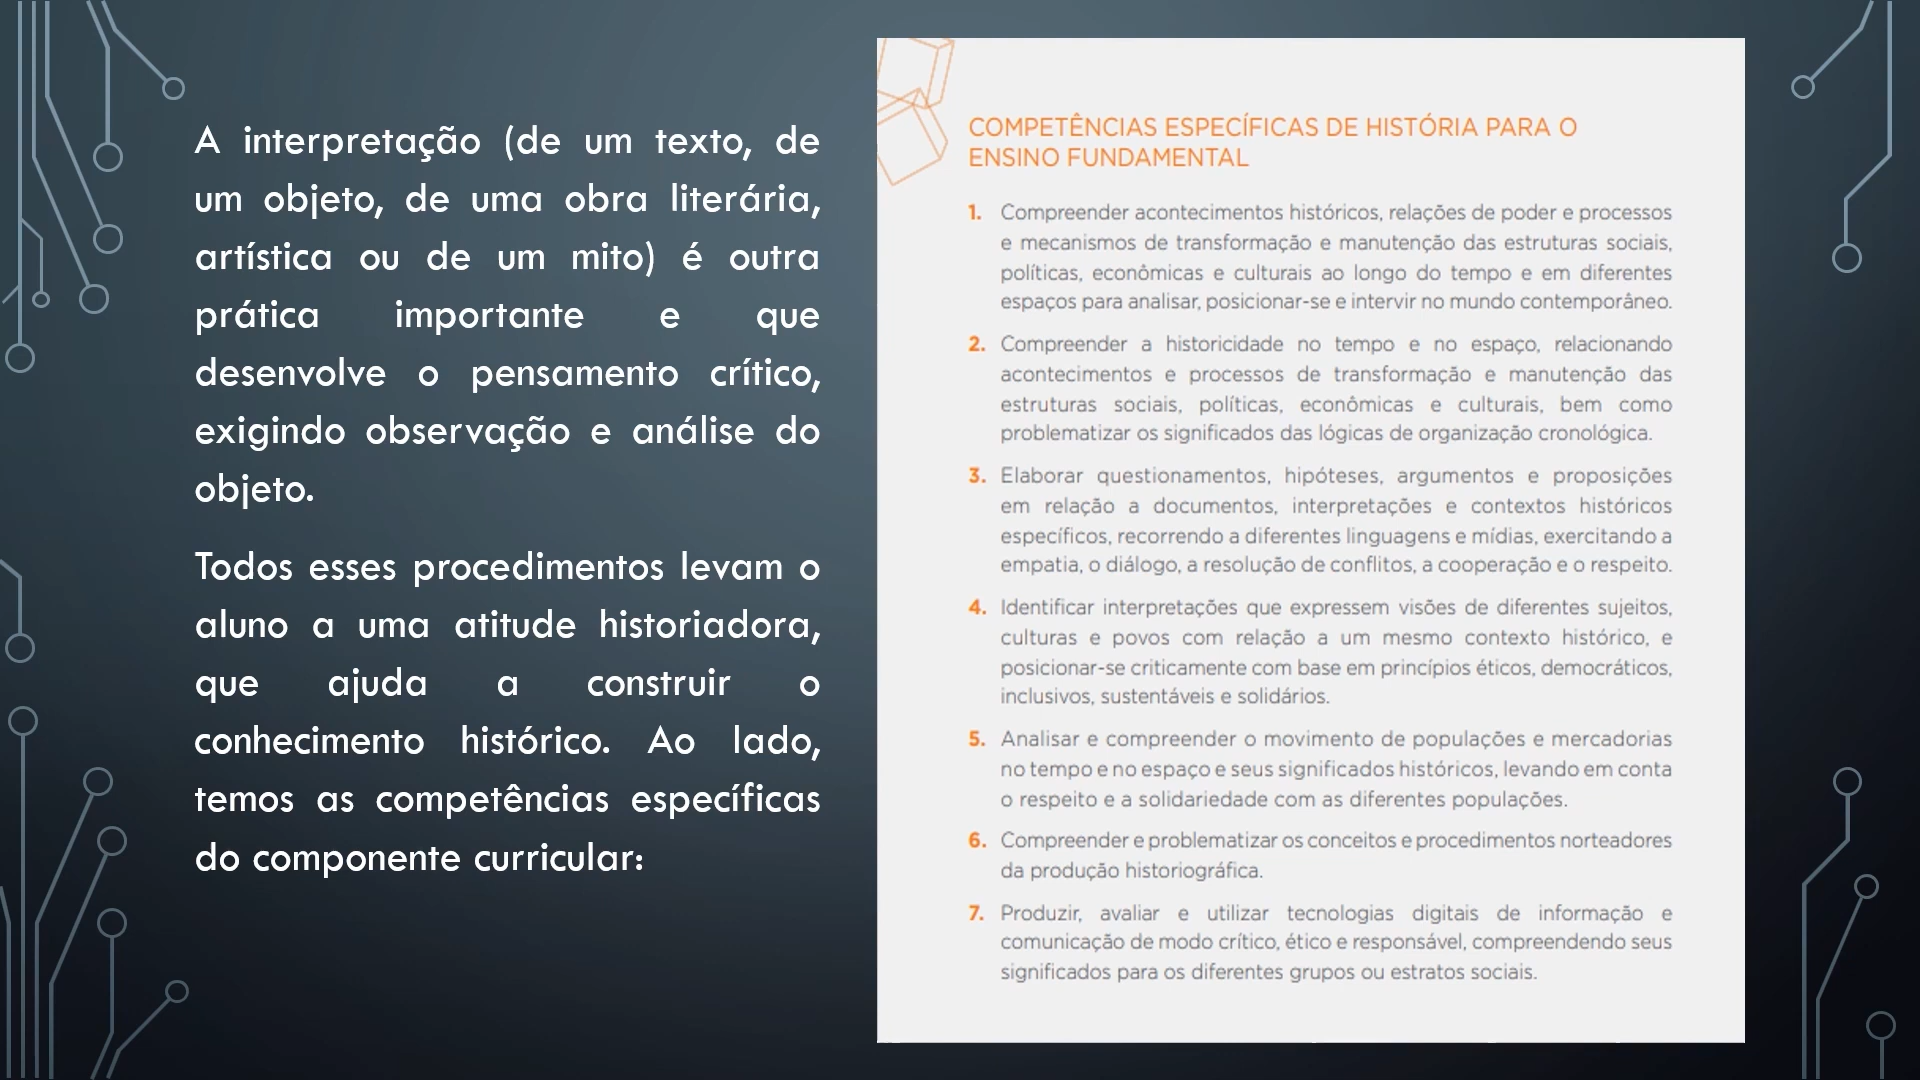 A interpretação (de um texto, de
um objeto, de uma obra literária,
artística ou de um mito) é outra
prática importante e que
desenvolve o pensamento crítico,
exigindo observação e análise do
objeto.
Todos esses procedimentos levam o
aluno a uma atitude historiadora,
que ajuda a construir o
conhecimento histórico. Ao lado,
temos as competências específicas
do componente curricular:
COMPETÊNCIAS ESPECÍFICAS DE HISTÓRIA PARA O
ENSINO FUNDAMENTAL
1. Compreender acontecimentos históricos, relações de poder e processos
e mecanismos de transformação e manutenção das estruturas sociais,
políticas, econômicas e culturais ao longo do tempo e em diferentes
espaços para analisar, posicionar-se e intervir no mundo contemporâneo.
2. Compreender a historicidade no tempo e no espaço, relacionando
acontecimentos e processos de transformação e manutenção das
estruturas sociais, políticas, econômicas e culturais, bem como
problematizar os significados das lógicas de organização cronológica.
3. Elaborar questionamentos, hipóteses, argumentos e proposições
em relação a documentos, interpretações e contextos históricos
específicos, recorrendo a diferentes linguagens e mídias, exercitando a
empatia, o diálogo, a resolução de conflitos, a cooperação e o respeito.
4. Identificar interpretações que expressem visões de diferentes sujeitos,
culturas e povos com relação a um mesmo contexto histórico, e
posicionar-se criticamente com base em princípios éticos, democráticos,
inclusivos, sustentáveis e solidários.
5. Analisar e compreender o movimento de populações e mercadorias
no tempo e no espaço e seus significados históricos, levando em conta
o respeito e a solidariedade com as diferentes populações.
6. Compreender e problematizar os conceitos e procedimentos norteadores
da produção historiográfica.
7. Produzir, avaliar e utilizar tecnologias digitais de informação e
comunicação de modo crítico, ético e responsável, compreendendo seus
significados para os diferentes grupos ou estratos sociais.